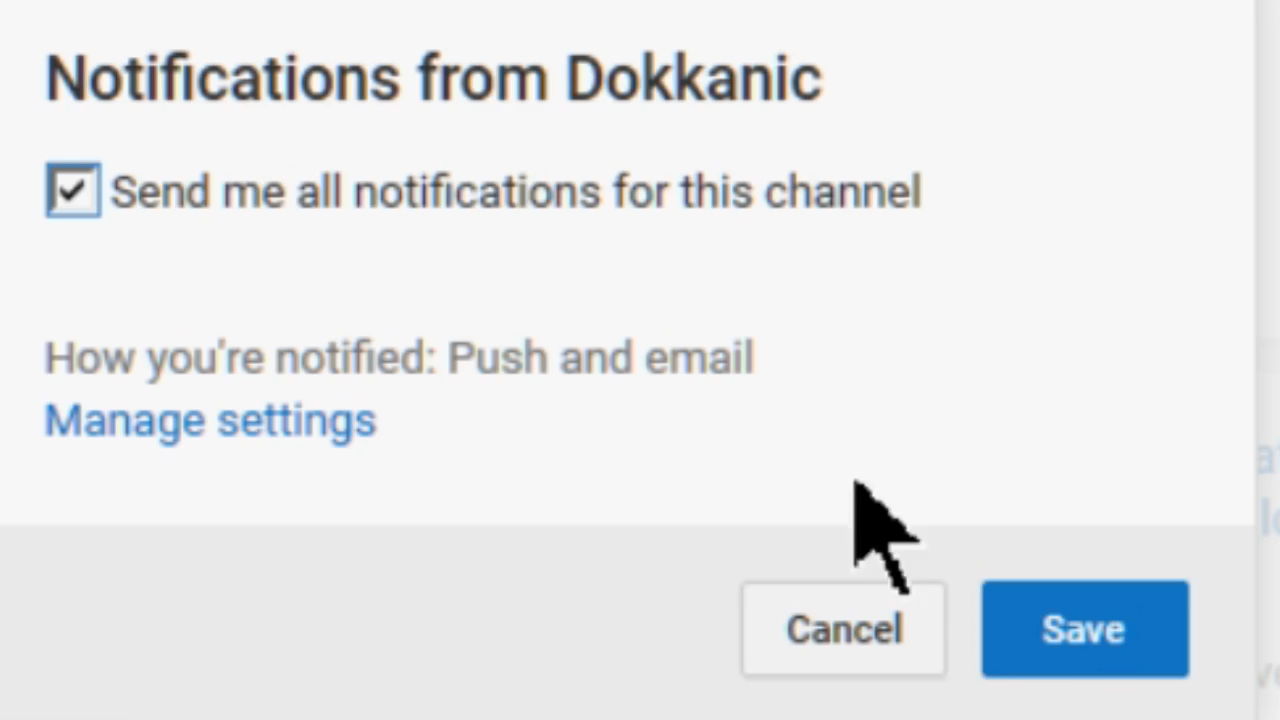 Notifications from Dokkanic
Send me all notifications for this channel
How you're notified: Push and email
Manage settings
Cancel
Save